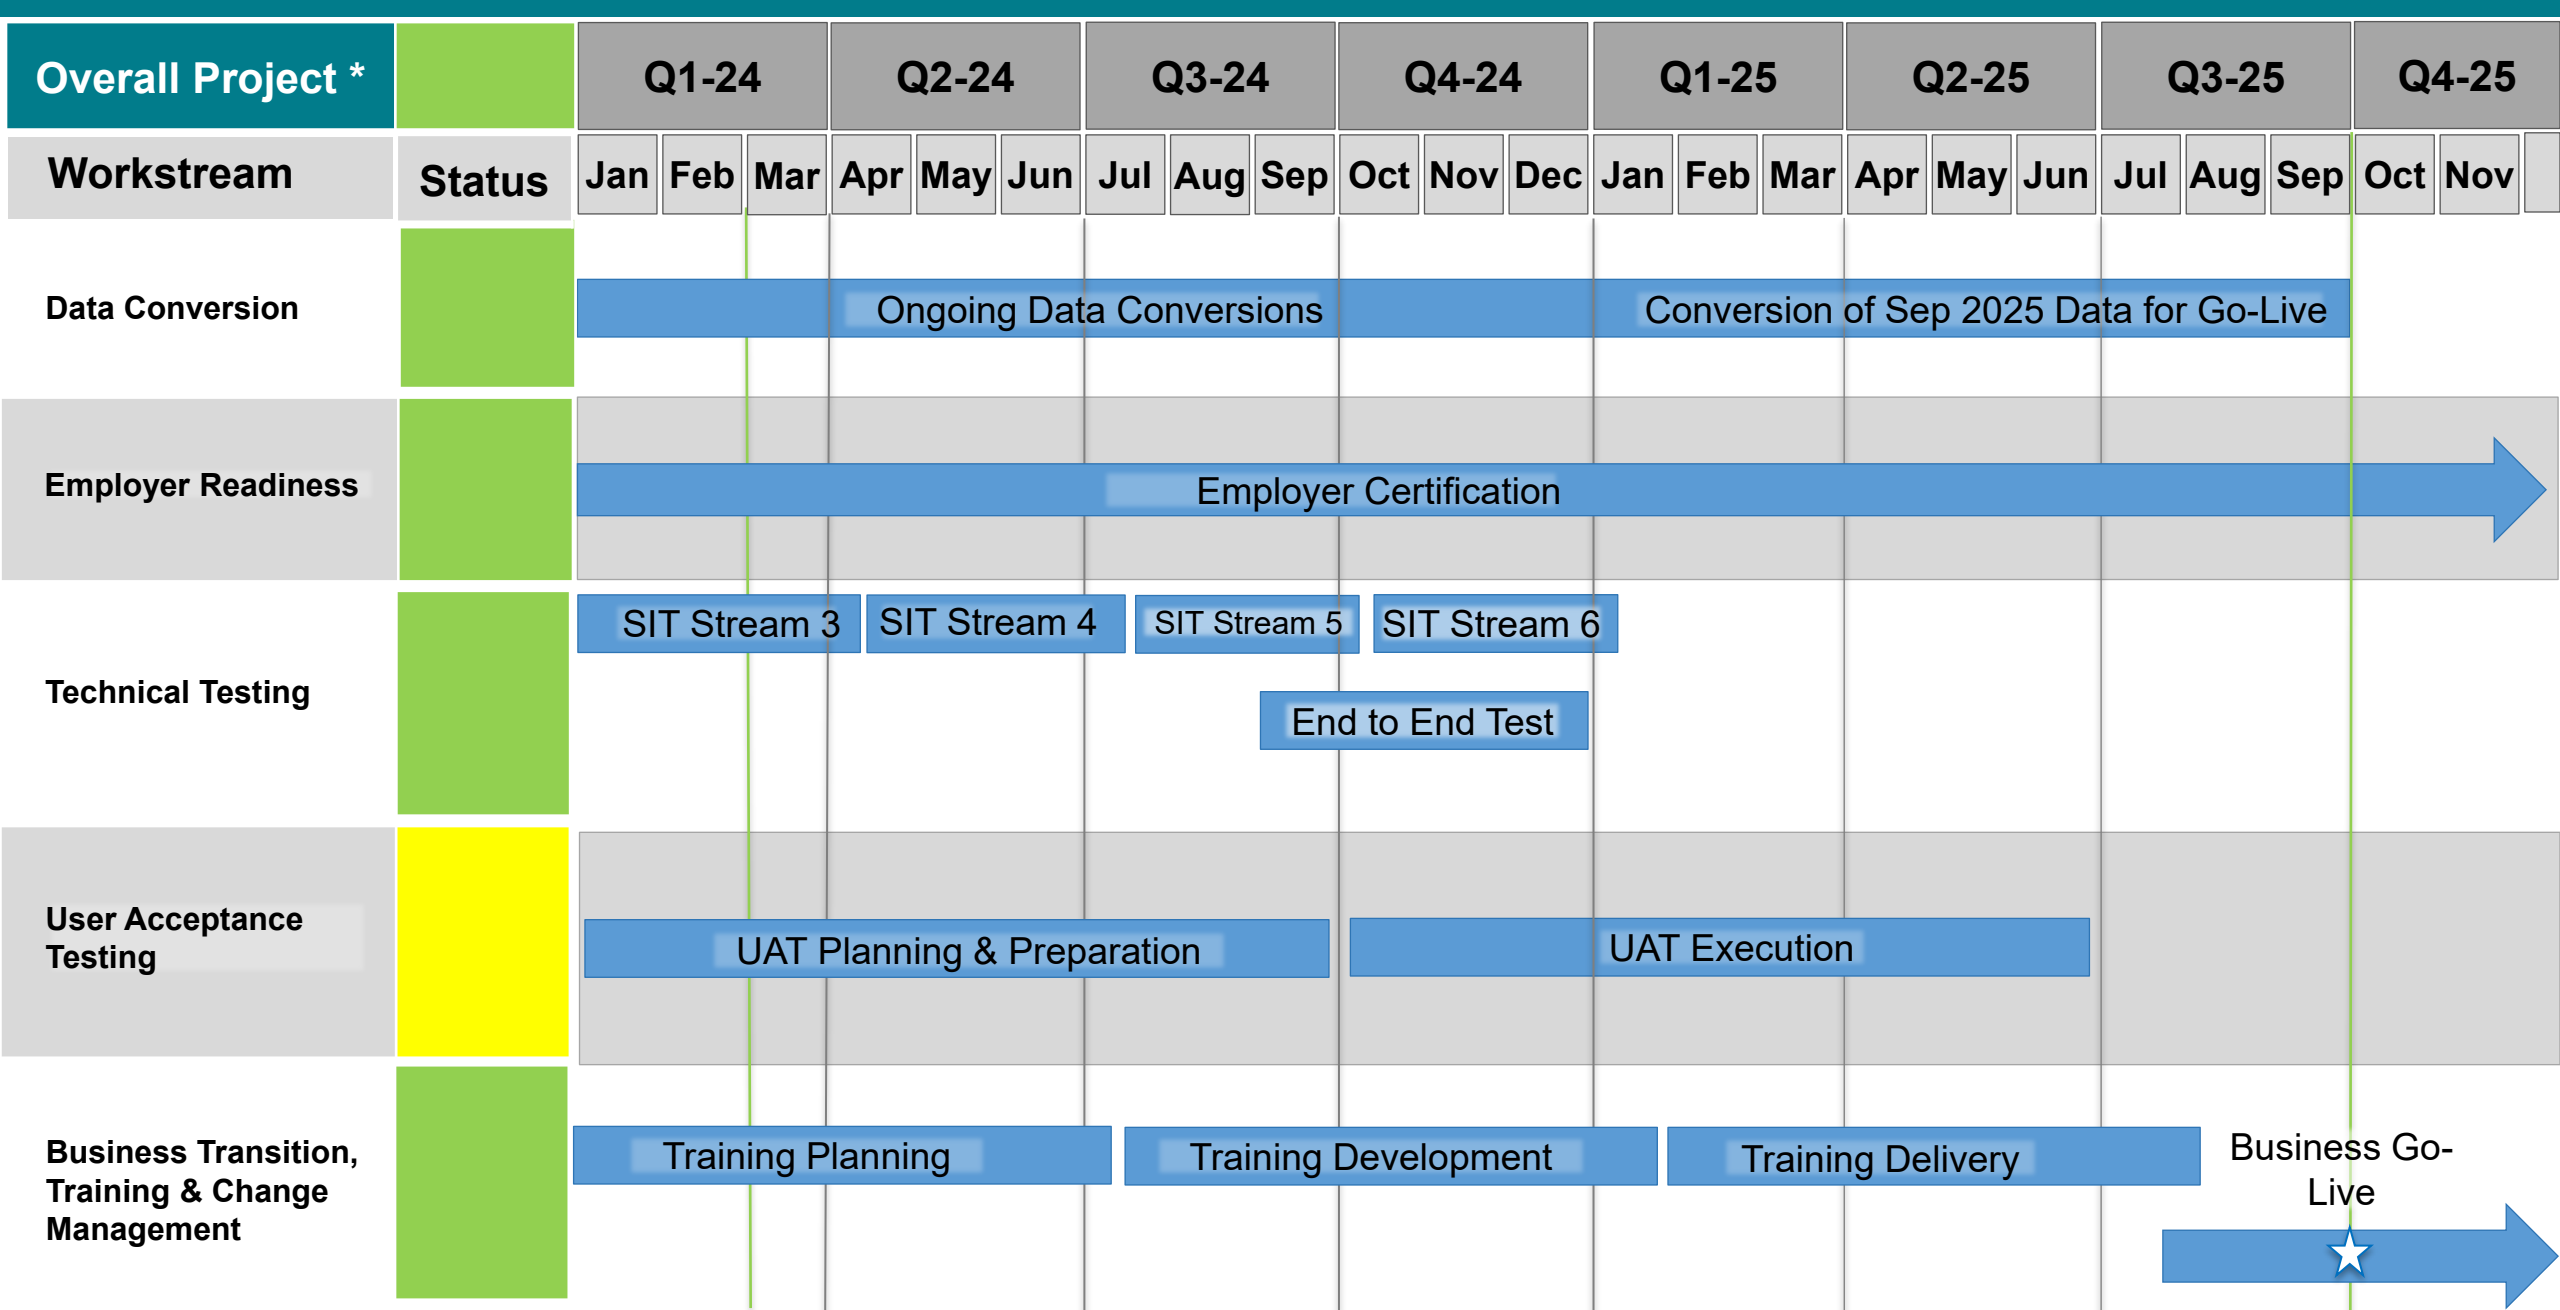 Overall Project *
Q1-24 Q2-24 Q3-24 Q4-24 Q1-25 Q2-25 Q3-25 Q4-25
Workstream Status Jan Feb Mar Apr May Jun Jul Aug Sep Oct Nov Dec Jan Feb Mar Apr May Jun Jul Aug Sep Oct Nov
Data Conversion
Ongoing Data Conversions Conversion of Sep 2025 Data for Go-Live
Employer Readiness
Employer Certification
Technical Testing
SIT Stream 3 SIT Stream 4 SIT Stream 5 SIT Stream 6
End to End Test
User Acceptance
Testing
UAT Planning & Preparation UAT Execution
Business Transition,
Training & Change
Management
Training Planning Training Development Training Delivery
Business Go-
Live